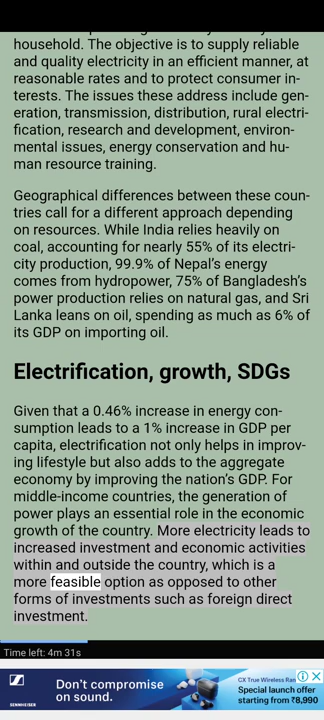 household. The objective is to supply reliable
and quality electricity in an efficient manner, at
reasonable rates and to protect consumer in-
terests. The issues these address include gen-
eration, transmission, distribution, rural electri-
fication, research and development, environ-
mental issues, energy conservation and hu-
man resource training.
Geographical differences between these coun-
tries call for a different approach depending
on resources. While India relies heavily on
coal, accounting for nearly 55% of its electri-
city production, 99.9% of Nepal’s energy
comes from hydropower, 75% of Bangladesh’s
power production relies on natural gas, and Sri
Lanka leans on oil, spending as much as 6% of
its GDP on importing oil.
Electrification, growth, SDGs
Given that a 0.46% increase in energy con-
sumption leads to a 1% increase in GDP per
capita, electrification not only helps in improv-
ing lifestyle but also adds to the aggregate
economy by improving the nation’s GDP. For
middle-income countries, the generation of
power plays an essential role in the economic
growth of the country. More electricity leads to
increased investment and economic activities
within and outside the country, which is a
more feasible option as opposed to other
forms of investments such as foreign direct
investment.
Time left: 4m 31s
SENNHEISER
Don’t compromise
on sound.
CX True Wireless Ran
Special launch offer
starting from ₹8,990